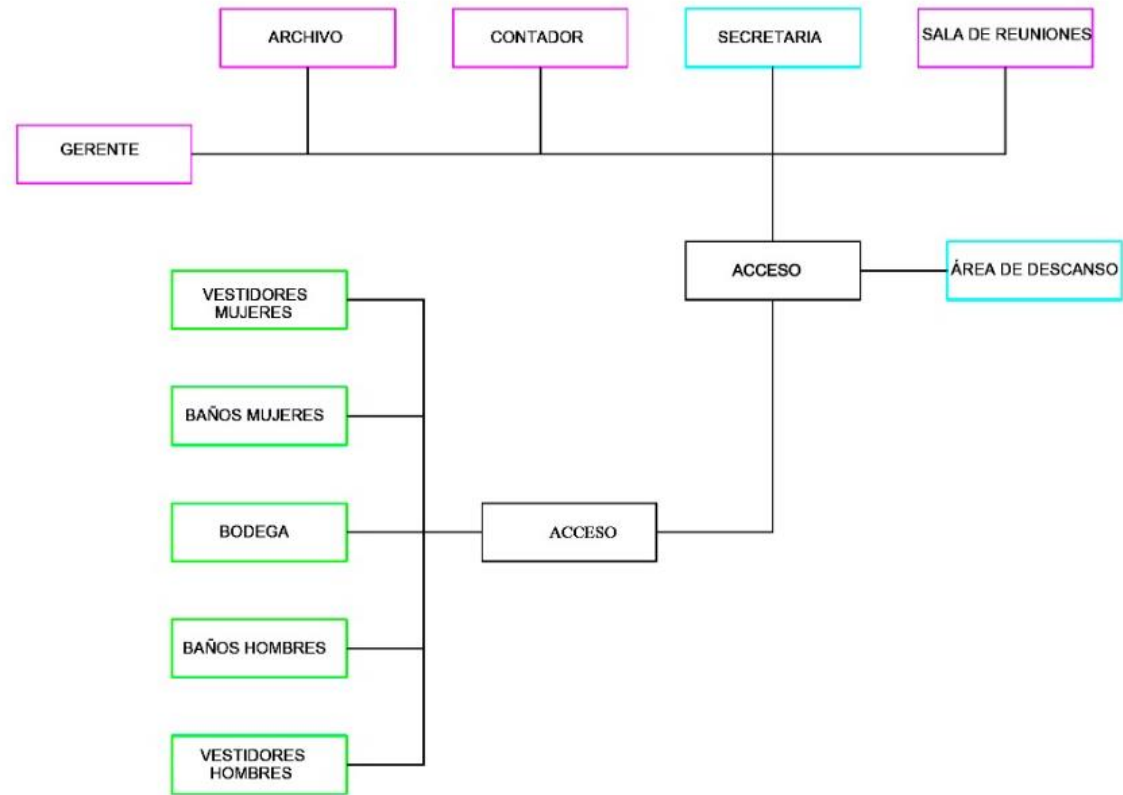 ARCHIVO
CONTADOR
SECRETARIA
SALA DE REUNIONES
GERENTE
ACCESO
ÁREA DE DESCANSO
VESTIDORES
MUJERES
BAÑOS MUJERES
BODEGA
ACCESO
BAÑOS HOMBRES
VESTIDORES
HOMBRES